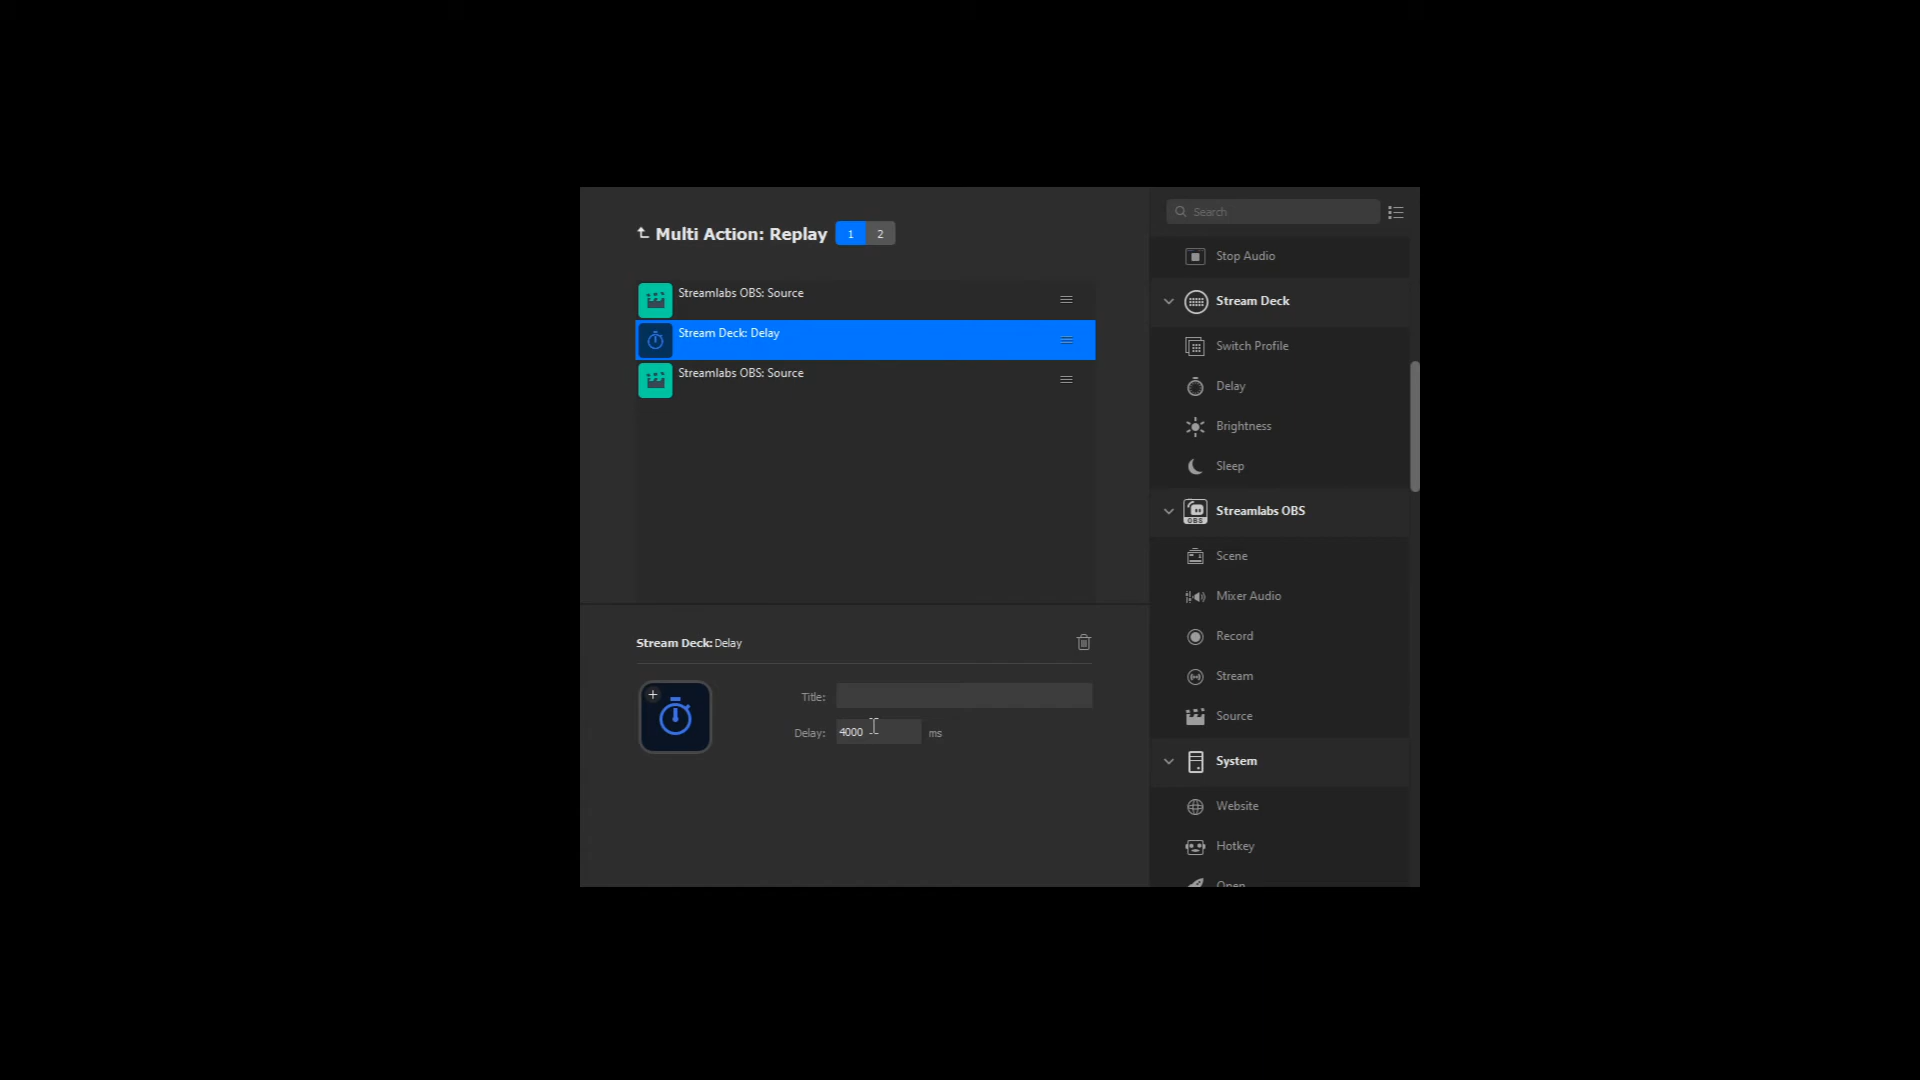 Multi Action: Replay 1 2
Streamlabs OBS: Source
Stream Deck: Delay
Streamlabs OBS: Source
Stream Deck: Delay
Title:
Delay: 4000 ms
Search
Stop Audio
Stream Deck
Switch Profile
Delay
Brightness
Sleep
OBS
Streamlabs OBS
Scene
Mixer Audio
Record
Stream
Source
System
Website
Hotkey
Open